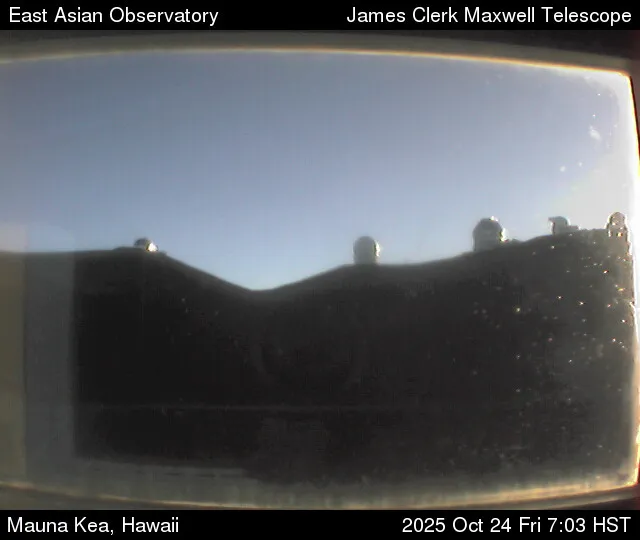 East Asian Observatory
James Clerk Maxwell Telescope
Mauna Kea, Hawaii
2025 Oct 24 Fri 7:03 HST